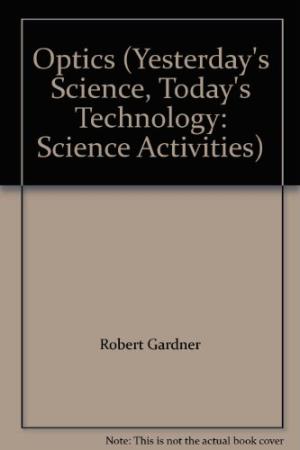 Optics (Yesterday's
Science, Today's
Technology:
Science Activities)
Robert Gardner
Note: This is not the actual book cover